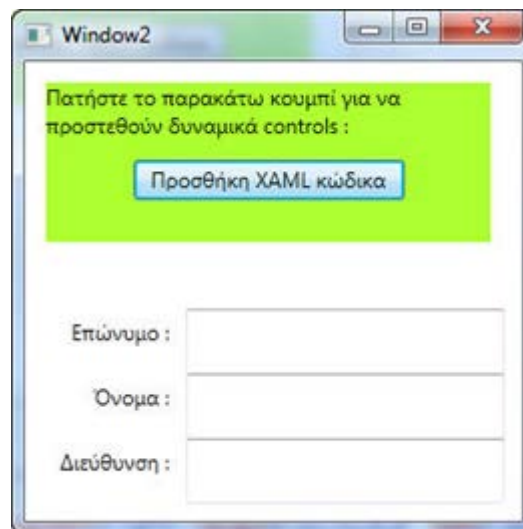 Window2
Πατήστε το παρακάτω κουμπί για να
προστεθούν δυναμικά controls :
Προσθήκη XAML κώδικα
Επώνυμο :
Όνομα :
Διεύθυνση :